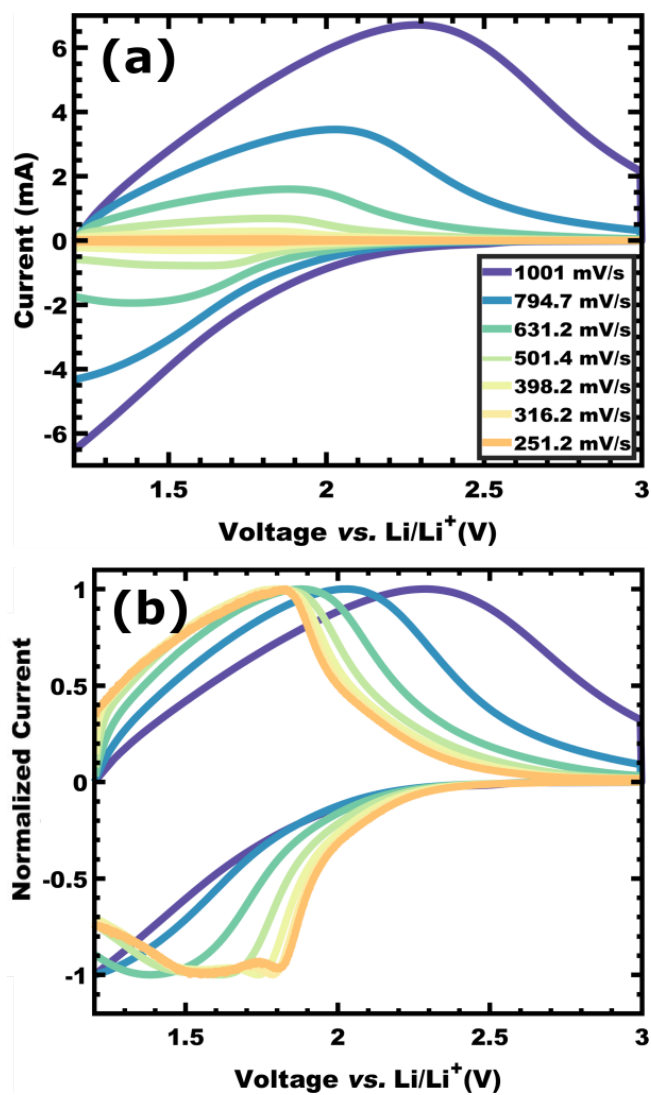 (a)
6
4
2
0
-2
-4
-6
Current (mA)
1001 mV/s
794.7 mV/s
631.2 mV/s
501.4 mV/s
398.2 mV/s
316.2 mV/s
251.2 mV/s
1.5 2 2.5 3
Voltage vs. Li/Li⁺(V)
(b)
1
0.5
0
-0.5
-1
Normalized Current
1.5 2 2.5 3
Voltage vs. Li/Li⁺(V)